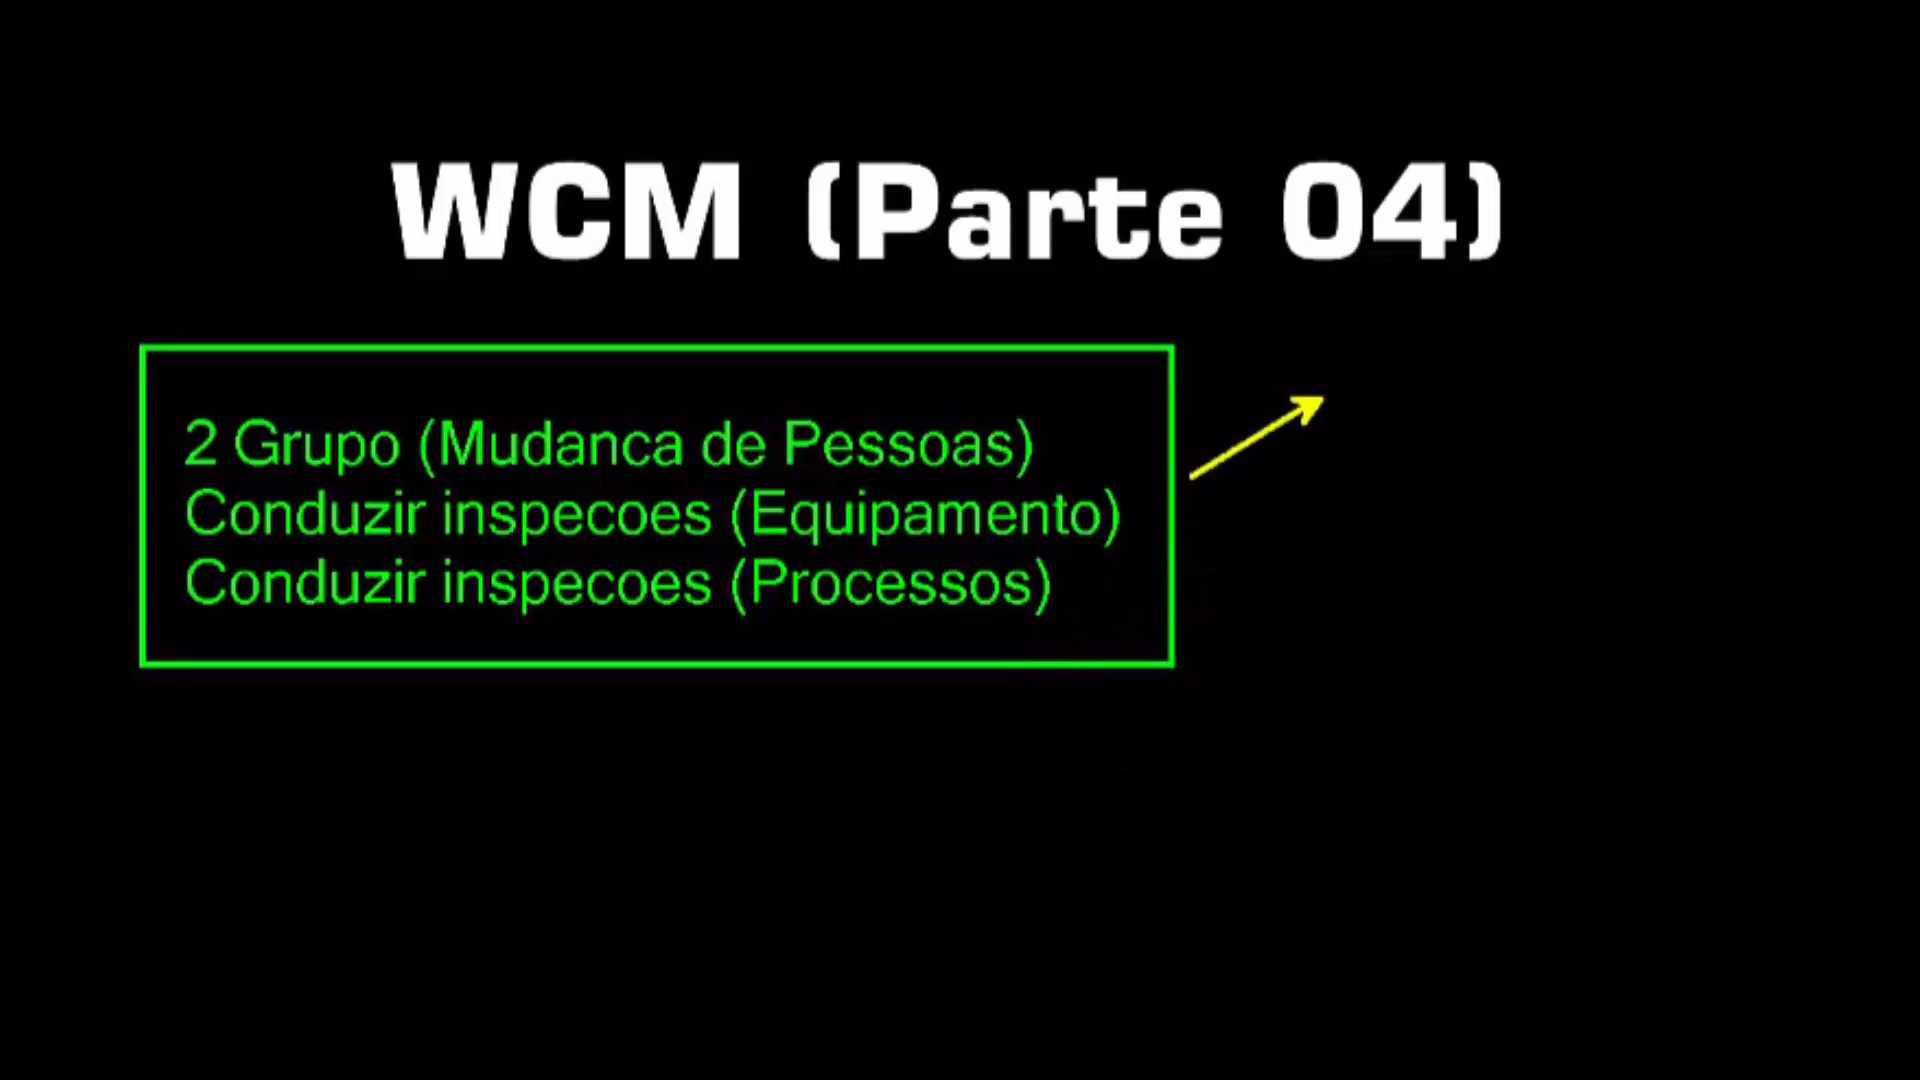 WCM (Parte 04)
2 Grupo (Mudanca de Pessoas)
Conduzir inspecoes (Equipamento)
Conduzir inspecoes (Processos)